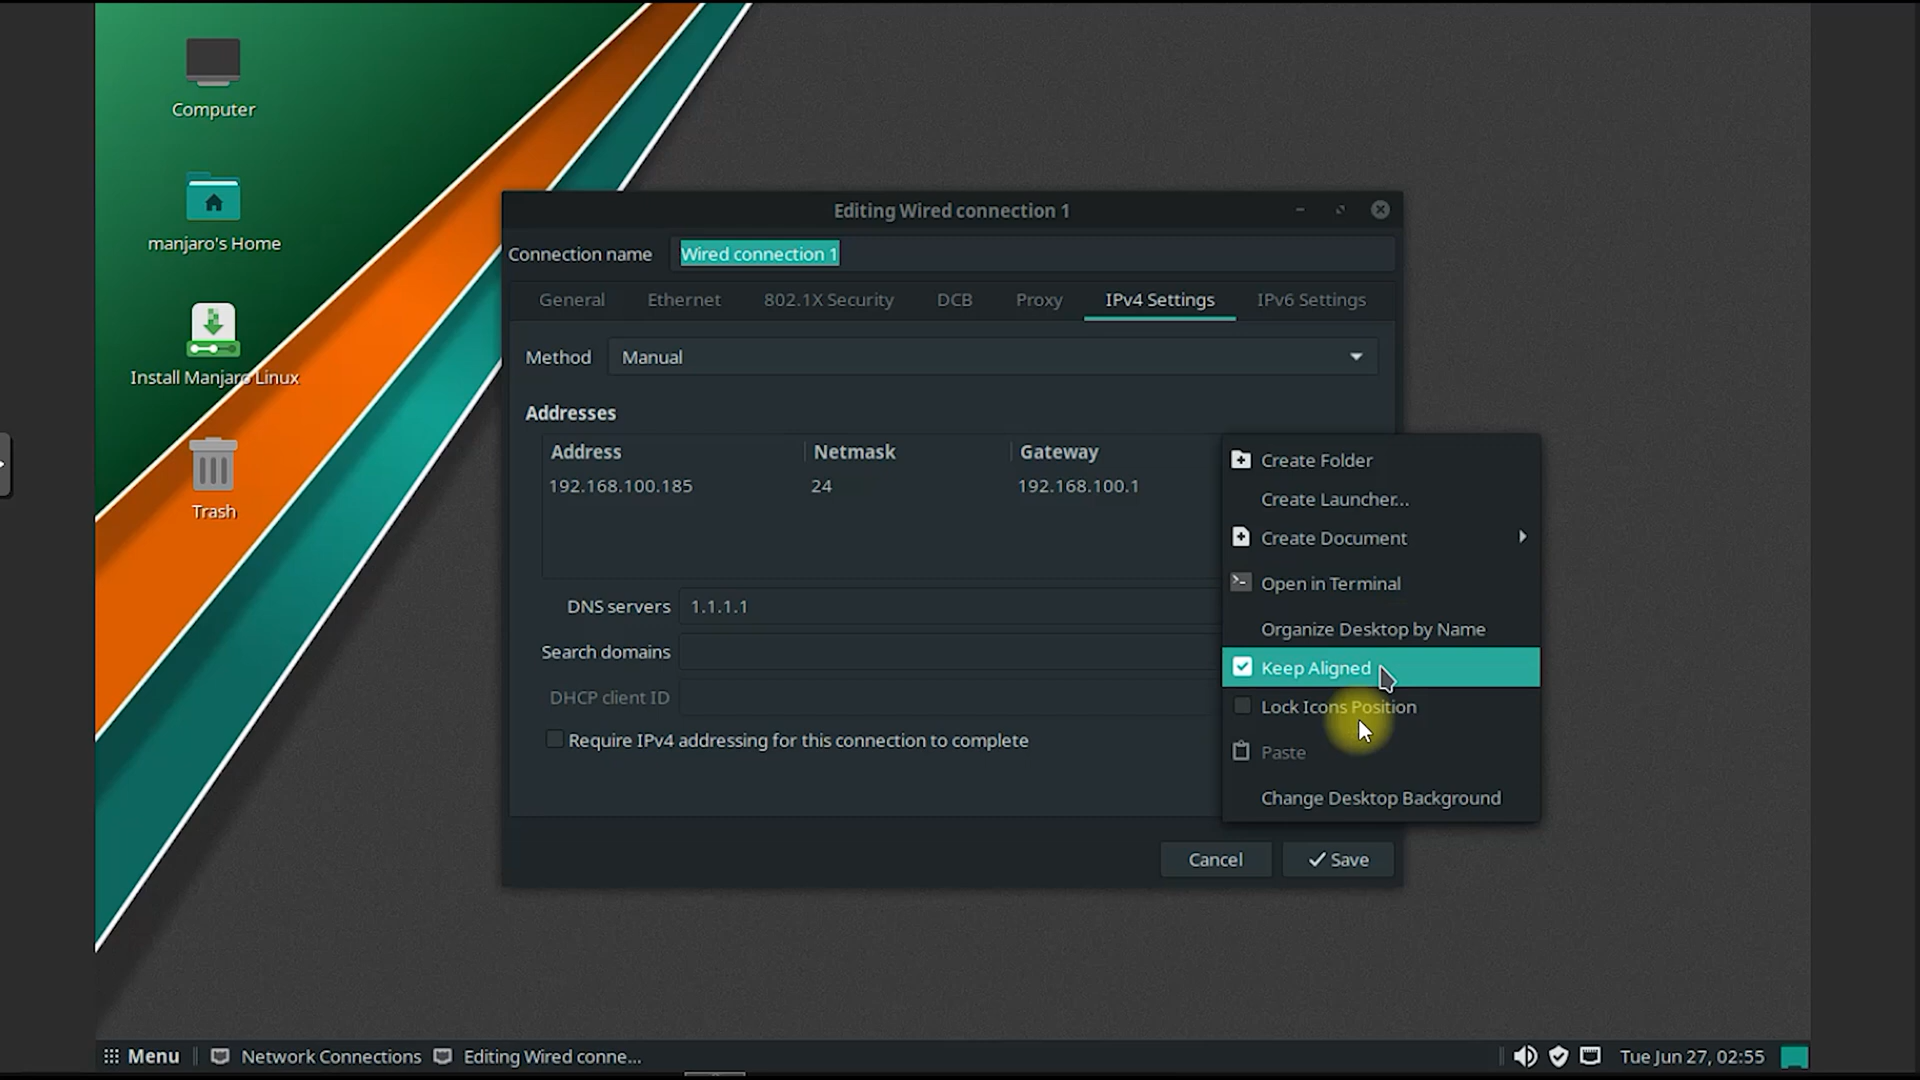 Computer
manjaro's Home
Install Manjaro Linux
Trash
Editing Wired connection 1
Connection name Wired connection 1
General Ethernet 802.1X Security DCB Proxy IPv4 Settings IPv6 Settings
Method Manual
Addresses
Address Netmask Gateway
192.168.100.185 24 192.168.100.1
DNS servers 1.1.1.1
Search domains
DHCP client ID
Require IPv4 addressing for this connection to complete
Create Folder
Create Launcher...
Create Document
Open in Terminal
Organize Desktop by Name
Keep Aligned
Lock Icons Position
Paste
Change Desktop Background
Cancel Save
Menu Network Connections Editing Wired conne... Tue Jun 27, 02:55